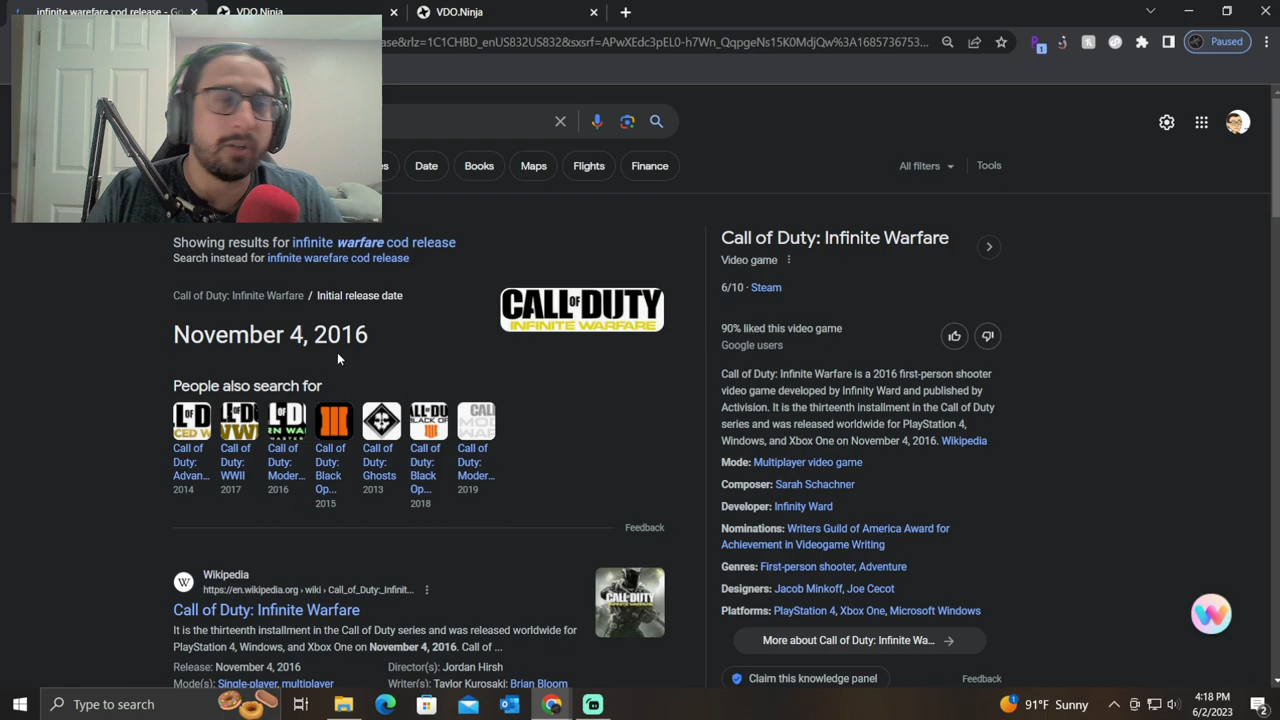 infinite warefare cod release - Go
VDO.Ninja
VDO.Ninja
ase&rlz=1C1CHBD_enUS832US832&sxsrf=APwXEdc3pEL0-h7Wn_QqpgeNs15K0MdjQw%3A1685736753...
1
Paused
es
Date
Books
Maps
Flights
Finance
All filters
Tools
Showing results for infinite warfare cod release
Search instead for infinite warefare cod release
Call of Duty: Infinite Warfare / Initial release date
November 4, 2016
CALL OF DUTY
INFINITE WARFARE
People also search for
Call of Duty: Advan... 2014
Call of Duty: WWII 2017
Call of Duty: Moder... 2016
Call of Duty: Black Op... 2015
Call of Duty: Ghosts 2013
Call of Duty: Black Op... 2018
Call of Duty: Moder... 2019
Feedback
Wikipedia
https://en.wikipedia.org › wiki › Call_of_Duty:_Infinit...
Call of Duty: Infinite Warfare
It is the thirteenth installment in the Call of Duty series and was released worldwide for
PlayStation 4, Windows, and Xbox One on November 4, 2016. Call of ...
Release: November 4, 2016
Director(s): Jordan Hirsh
Mode(s): Single-player, multiplayer
Writer(s): Taylor Kurosaki; Brian Bloom
Call of Duty: Infinite Warfare
Video game
6/10 · Steam
90% liked this video game
Google users
Call of Duty: Infinite Warfare is a 2016 first-person shooter
video game developed by Infinity Ward and published by
Activision. It is the thirteenth installment in the Call of Duty
series and was released worldwide for PlayStation 4,
Windows, and Xbox One on November 4, 2016. Wikipedia
Mode: Multiplayer video game
Composer: Sarah Schachner
Developer: Infinity Ward
Nominations: Writers Guild of America Award for
Achievement in Videogame Writing
Genres: First-person shooter, Adventure
Designers: Jacob Minkoff, Joe Cecot
Platforms: PlayStation 4, Xbox One, Microsoft Windows
More about Call of Duty: Infinite Wa...
Claim this knowledge panel
Feedback
Type to search
91°F Sunny
4:18 PM
6/2/2023
2